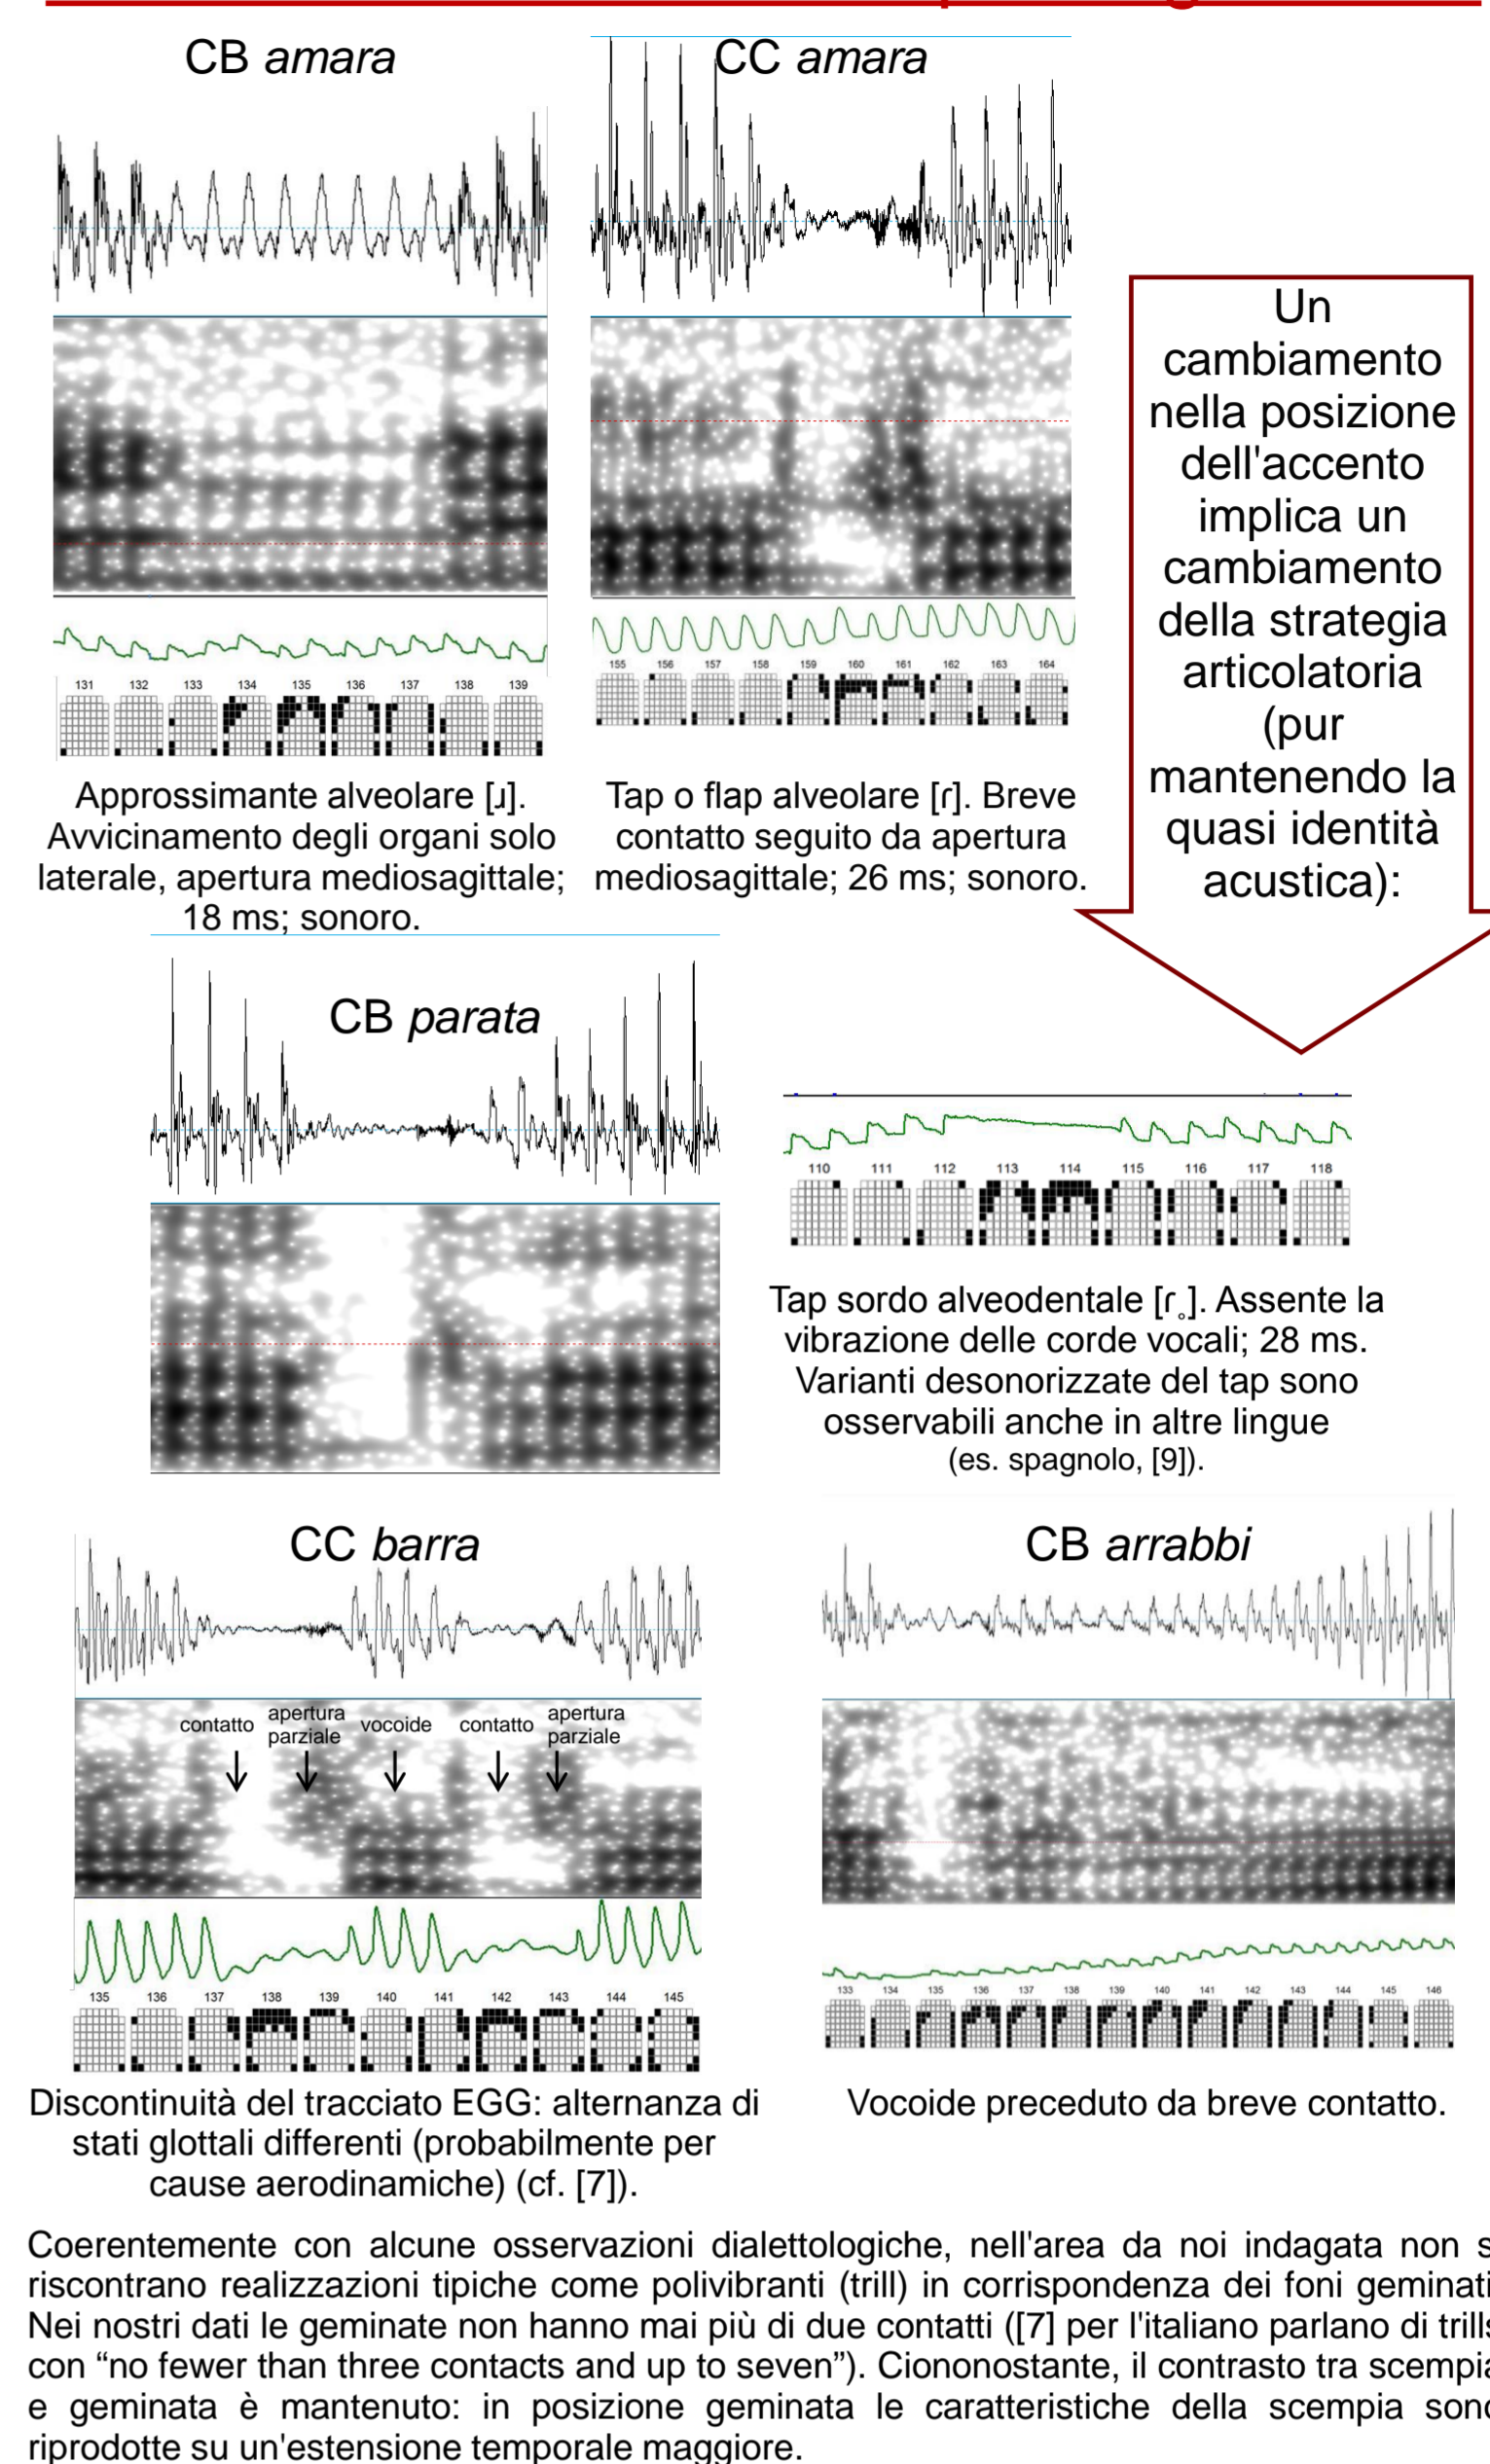 CB amara
CC amara
131 132 133 134 135 136 137 138 139
155 156 157 158 159 160 161 162 163 164
Approssimante alveolare [ɹ].
Avvicinamento degli organi solo
laterale, apertura mediosagittale;
18 ms; sonoro.
Tap o flap alveolare [ɾ]. Breve
contatto seguito da apertura
mediosagittale; 26 ms; sonoro.
Un
cambiamento
nella posizione
dell'accento
implica un
cambiamento
della strategia
articolatoria
(pur
mantenendo la
quasi identità
acustica):
CB parata
110 111 112 113 114 115 116 117 118
Tap sordo alveodentale [ɾ̥]. Assente la
vibrazione delle corde vocali; 28 ms.
Varianti desonorizzate del tap sono
osservabili anche in altre lingue
(es. spagnolo, [9]).
CC barra
contatto
apertura
parziale
vocoide
contatto
apertura
parziale
135 136 137 138 139 140 141 142 143 144 145
Discontinuità del tracciato EGG: alternanza di
stati glottali differenti (probabilmente per
cause aerodinamiche) (cf. [7]).
CB arrabbi
133 134 135 136 137 138 139 140 141 142 143 144 145 146
Vocoide preceduto da breve contatto.
Coerentemente con alcune osservazioni dialettologiche, nell'area da noi indagata non s
riscontrano realizzazioni tipiche come polivibranti (trill) in corrispondenza dei foni geminati
Nei nostri dati le geminate non hanno mai più di due contatti ([7] per l'italiano parlano di trills
con “no fewer than three contacts and up to seven”). Ciononostante, il contrasto tra scempia
e geminata è mantenuto: in posizione geminata le caratteristiche della scempia sono
riprodotte su un'estensione temporale maggiore.